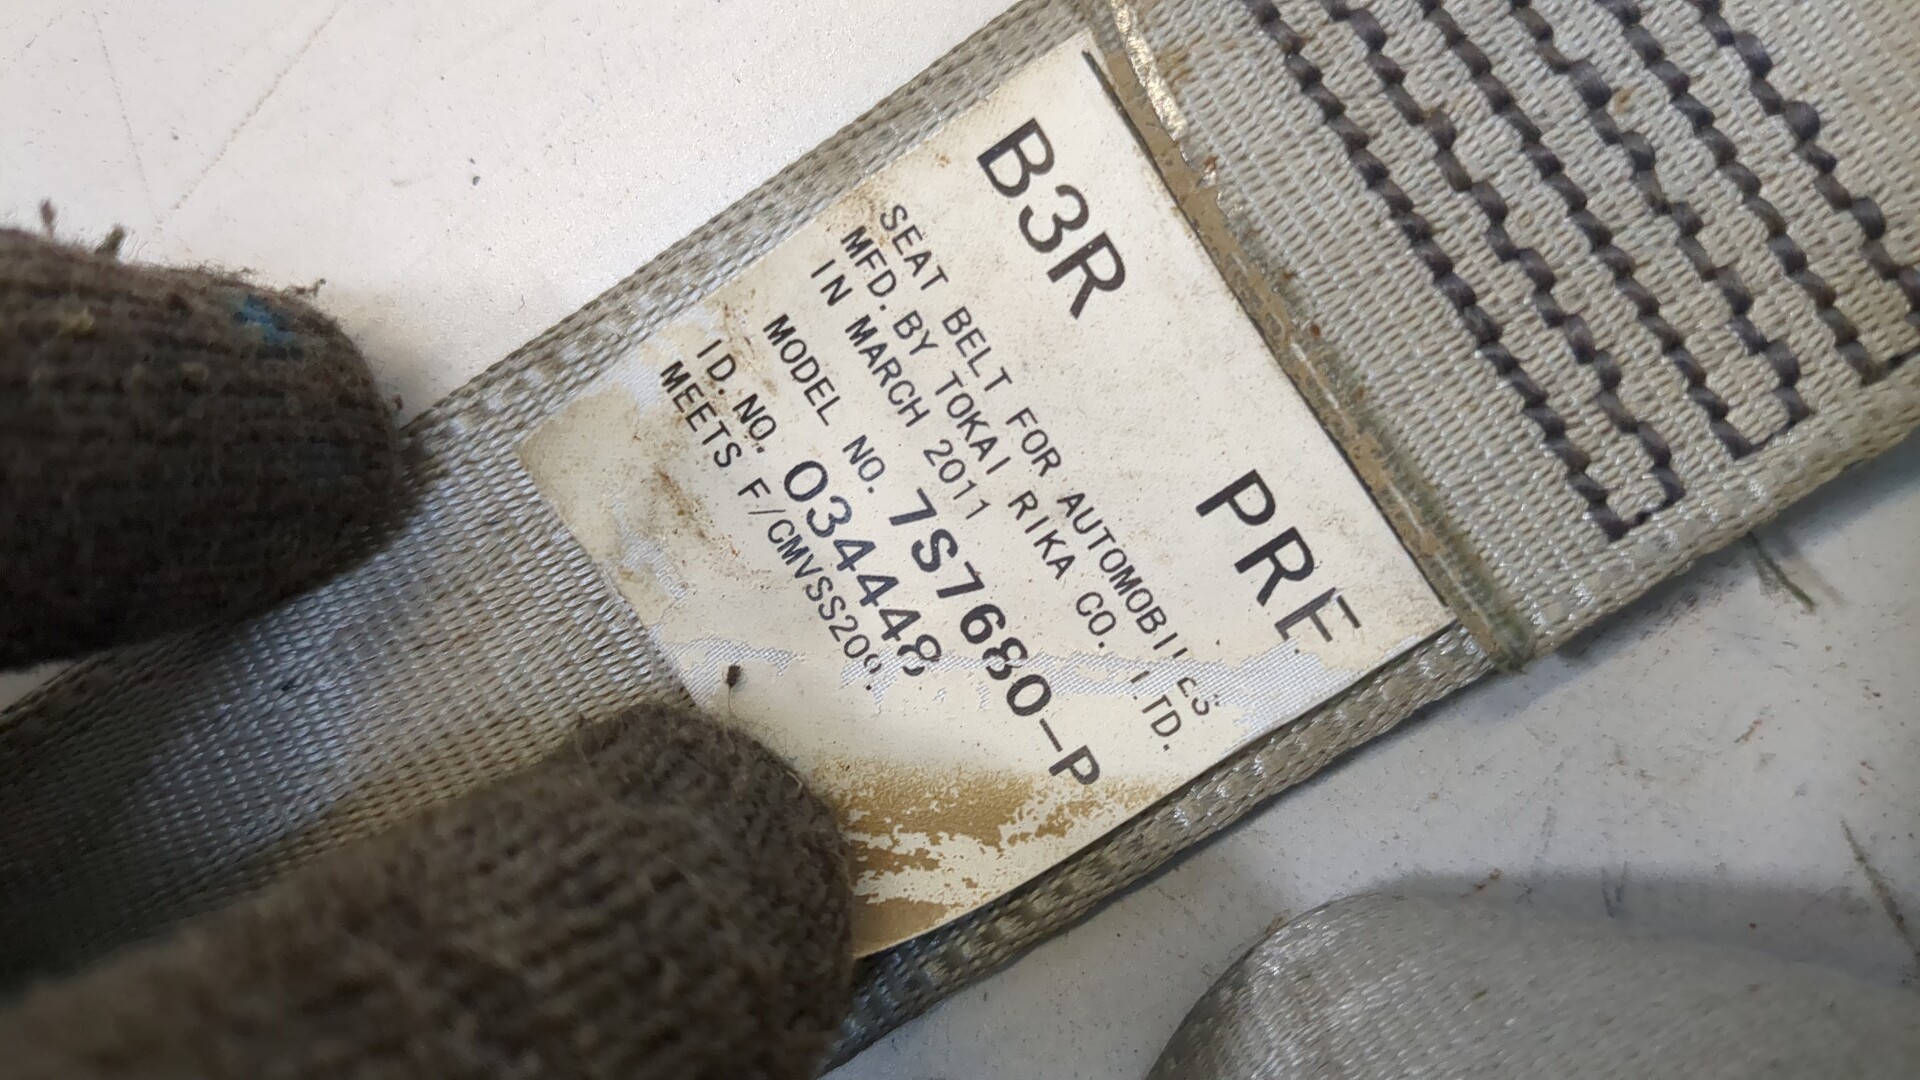 B3R PRE
SEAT BELT FOR AUTOMOBILES
MFD. BY TOKAI RIKA CO. LTD.
IN MARCH 2011
MODEL NO. 7S7680-P
ID. NO. 034448
MEETS F/CMVSS209.